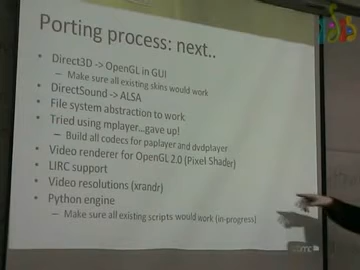 Porting process: next..
• Direct3D -> OpenGL in GUI
– Make sure all existing skins would work
• DirectSound -> ALSA
• File system abstraction to work
• Tried using mplayer...gave up!
– Build all codecs for paplayer and dvdplayer
• Video renderer for OpenGL 2.0 (Pixel Shader)
• LIRC support
• Video resolutions (xrandr)
• Python engine
– Make sure all existing scripts would work (in-progress)